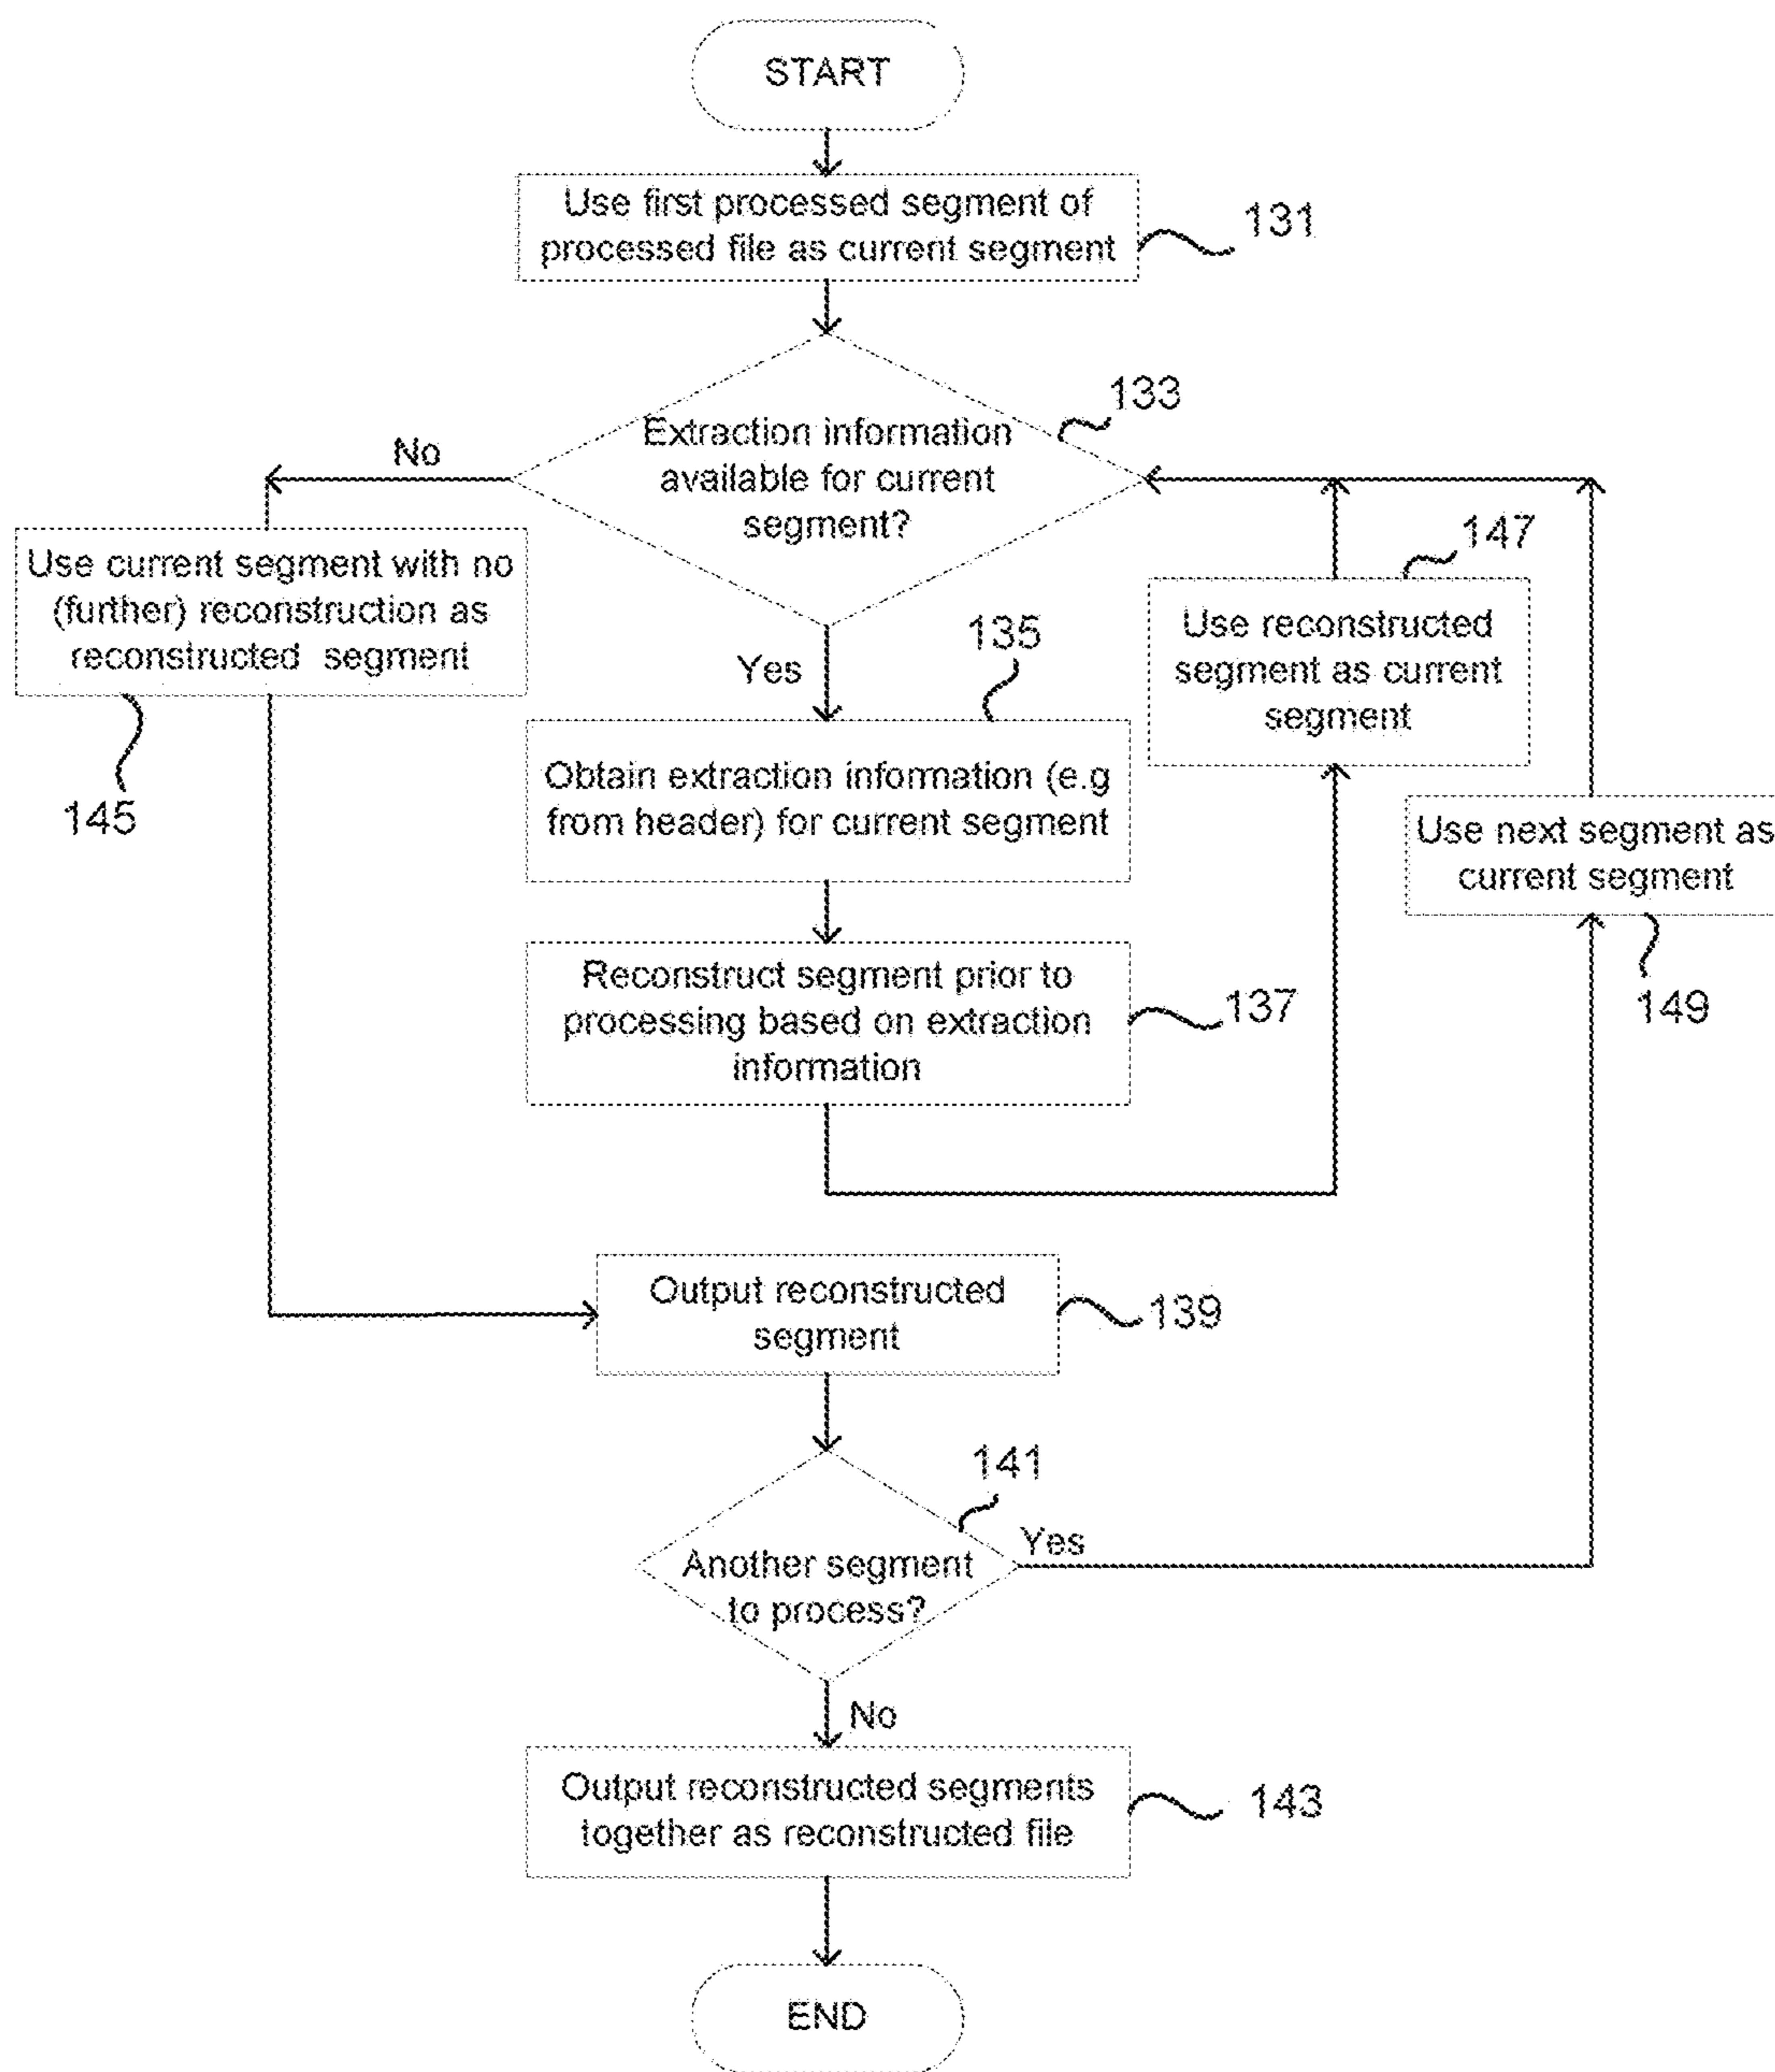 START
Use first processed segment of
processed file as current segment
131
133
Extraction information
available for current
segment?
No
Use current segment with no
(further) reconstruction as
reconstructed segment
145
Yes
135
Obtain extraction information (e.g
from header) for current segment
147
Use reconstructed
segment as current
segment
Use next segment as
current segment
149
Reconstruct segment prior to
processing based on extraction
information
137
Output reconstructed
segment
139
141
Another segment
to process?
Yes
No
Output reconstructed segments
together as reconstructed file
143
END